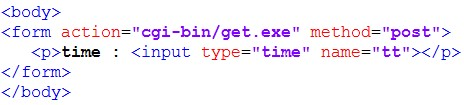 <body>
<form action="cgi-bin/get.exe" method="post">
<p>time : <input type="time" name="tt"></p>
</form>
</body>